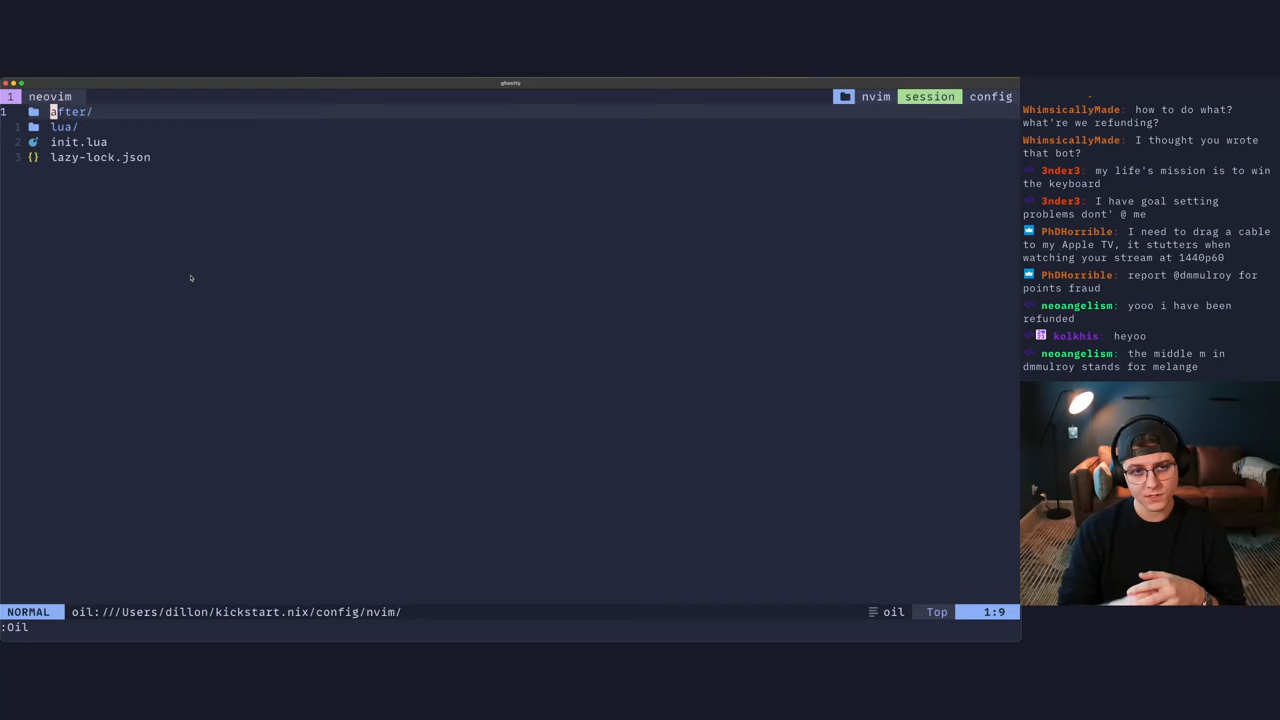 ghostty
1 neovim nvim session config
1 after/
1 lua/
2 init.lua
3 {} lazy-lock.json
NORMAL oil:///Users/dillon/kickstart.nix/config/nvim/ oil Top 1:9
:Oil
WhimsicallyMade: how to do what?
what're we refunding?
WhimsicallyMade: I thought you wrote
that bot?
3nder3: my life's mission is to win
the keyboard
3nder3: I have goal setting
problems dont' @ me
PhDHorrible: I need to drag a cable
to my Apple TV, it stutters when
watching your stream at 1440p60
PhDHorrible: report @dmmulroy for
points fraud
neoangelism: yooo i have been
refunded
kolkhis: heyoo
neoangelism: the middle m in
dmmulroy stands for melange